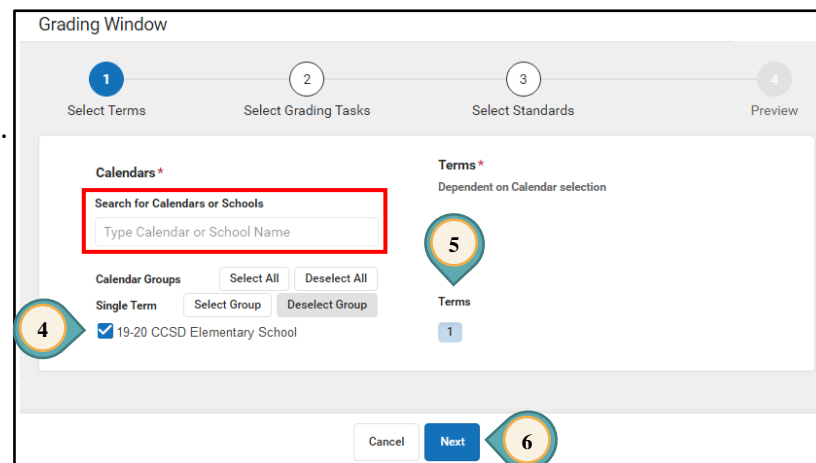 Grading Window
1 2 3 4
Select Terms Select Grading Tasks Select Standards Preview
.
Calendars * Terms *
Dependent on Calendar selection
Search for Calendars or Schools
Type Calendar or School Name
5
Calendar Groups Select All Deselect All
Single Term Select Group Deselect Group Terms
4 19-20 CCSD Elementary School 1
Cancel Next 6